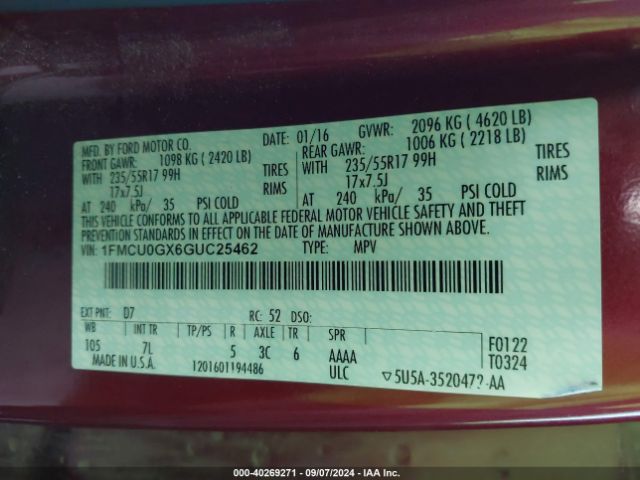 MFD. BY FORD MOTOR CO.
DATE: 01/16 GVWR: 2096 KG ( 4620 LB)
FRONT GAWR: 1098 KG ( 2420 LB) REAR GAWR: 1006 KG ( 2218 LB)
WITH 235/55R17 99H TIRES WITH 235/55R17 99H TIRES
17x7.5J RIMS 17x7.5J RIMS
AT 240 kPa/ 35 PSI COLD AT 240 kPa/ 35 PSI COLD
THIS VEHICLE CONFORMS TO ALL APPLICABLE FEDERAL MOTOR VEHICLE SAFETY AND THEFT
PREVENTION STANDARDS IN EFFECT ON THE DATE OF MANUFACTURE SHOWN ABOVE.
VIN: 1FMCU0GX6GUC25462 TYPE: MPV
EXT PNT: D7 RC: 52 DSO:
WB INT TR TP/PS R AXLE TR SPR F0122
105 7L 5 3C 6 AAAA T0324
MADE IN U.S.A. 1201601194486 ULC
▽5U5A-3520472-AA
000-40269271 - 09/07/2024 - IAA Inc.